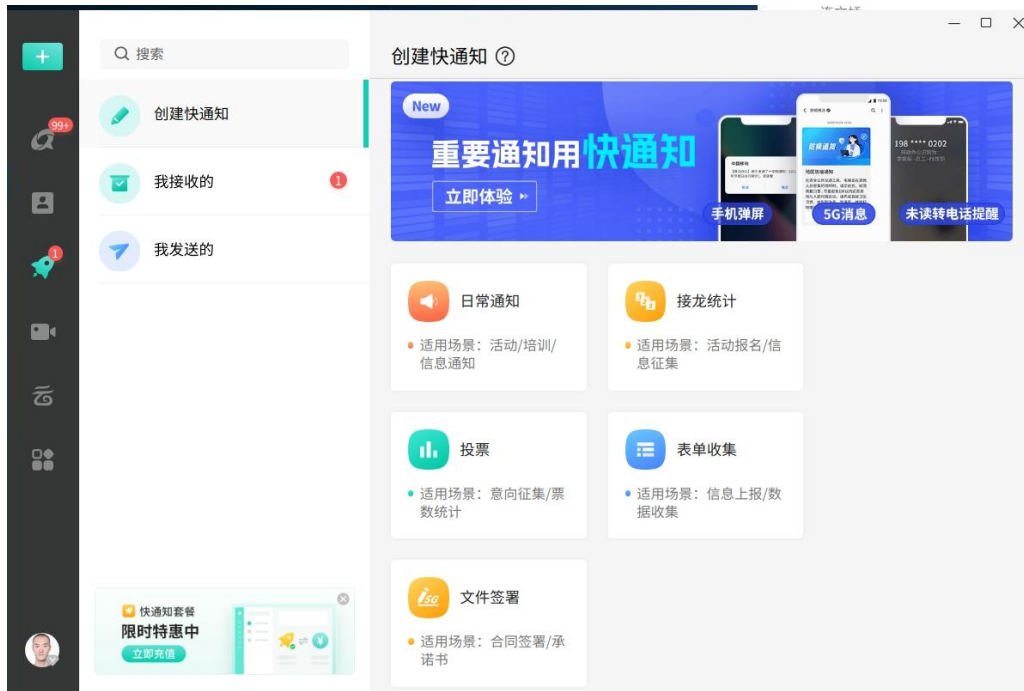 搜索
创建快通知
99+
创建快通知
我接收的
1
我发送的
1
云
New
重要通知用快通知
立即体验
手机弹屏
5G消息
198 **** 0202
未读转电话提醒
日常通知
适用场景：活动/培训/
信息通知
接龙统计
适用场景：活动报名/信
息征集
投票
适用场景：意向征集/票
数统计
表单收集
适用场景：信息上报/数
据收集
文件签署
适用场景：合同签署/承
诺书
快通知套餐
限时特惠中
立即充值